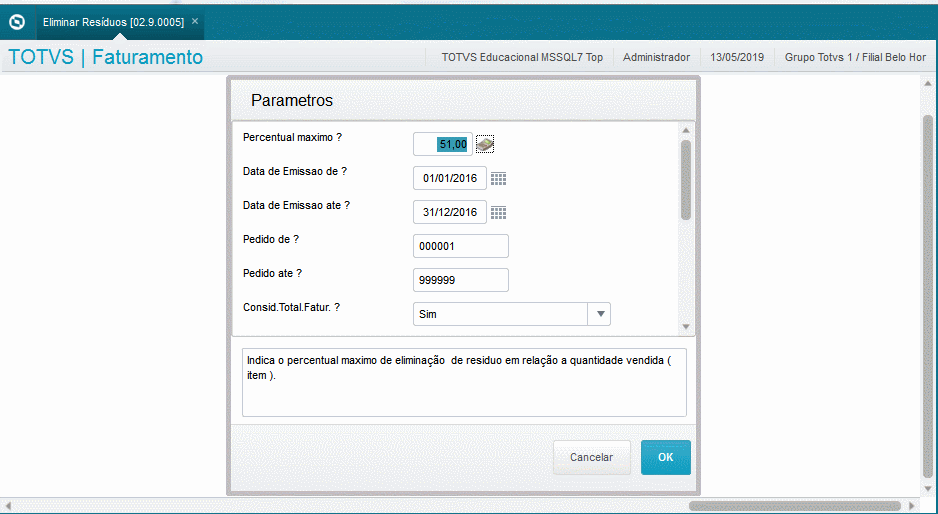 Eliminar Resíduos [02.9.0005] ×
TOTVS | Faturamento
TOTVS Educacional MSSQL7 Top
Administrador
13/05/2019
Grupo Totvs 1 / Filial Belo Hor
Parametros
Percentual maximo ?
51,00
Data de Emissao de ?
01/01/2016
Data de Emissao ate ?
31/12/2016
Pedido de ?
000001
Pedido ate ?
999999
Consid.Total.Fatur. ?
Sim
Indica o percentual maximo de eliminação de residuo em relação a quantidade vendida (
item ).
Cancelar
OK